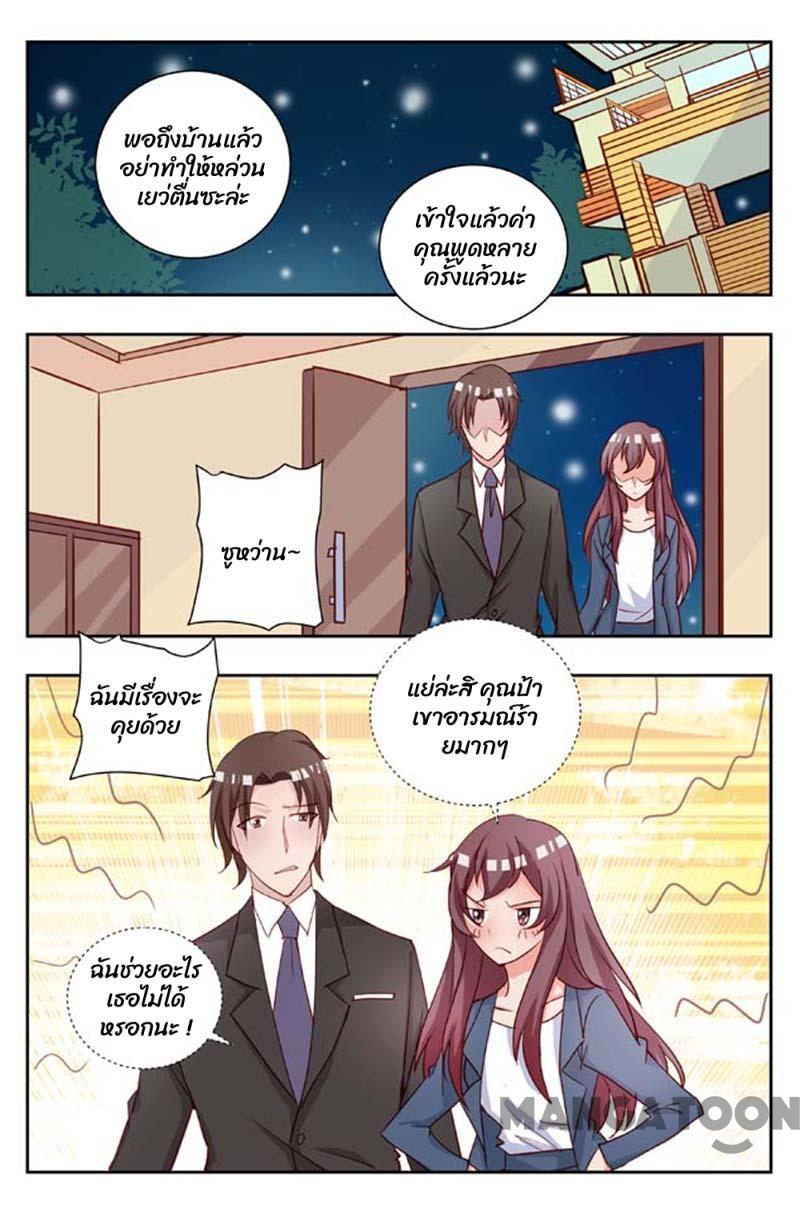 พอถึงบ้านแล้ว
อย่าทำให้หล่วน
เยว่ตื่นซะล่ะ
เข้าใจแล้วค่า
คุณพูดหลาย
ครั้งแล้วนะ
ซูหว่าน~
ฉันมีเรื่องจะ
คุยด้วย
แย่ล่ะสิ คุณป้า
เขาอารมณ์ร้า
ยมากๆ
ฉันช่วยอะไร
เธอไม่ได้
หรอกนะ !
MANGATOON